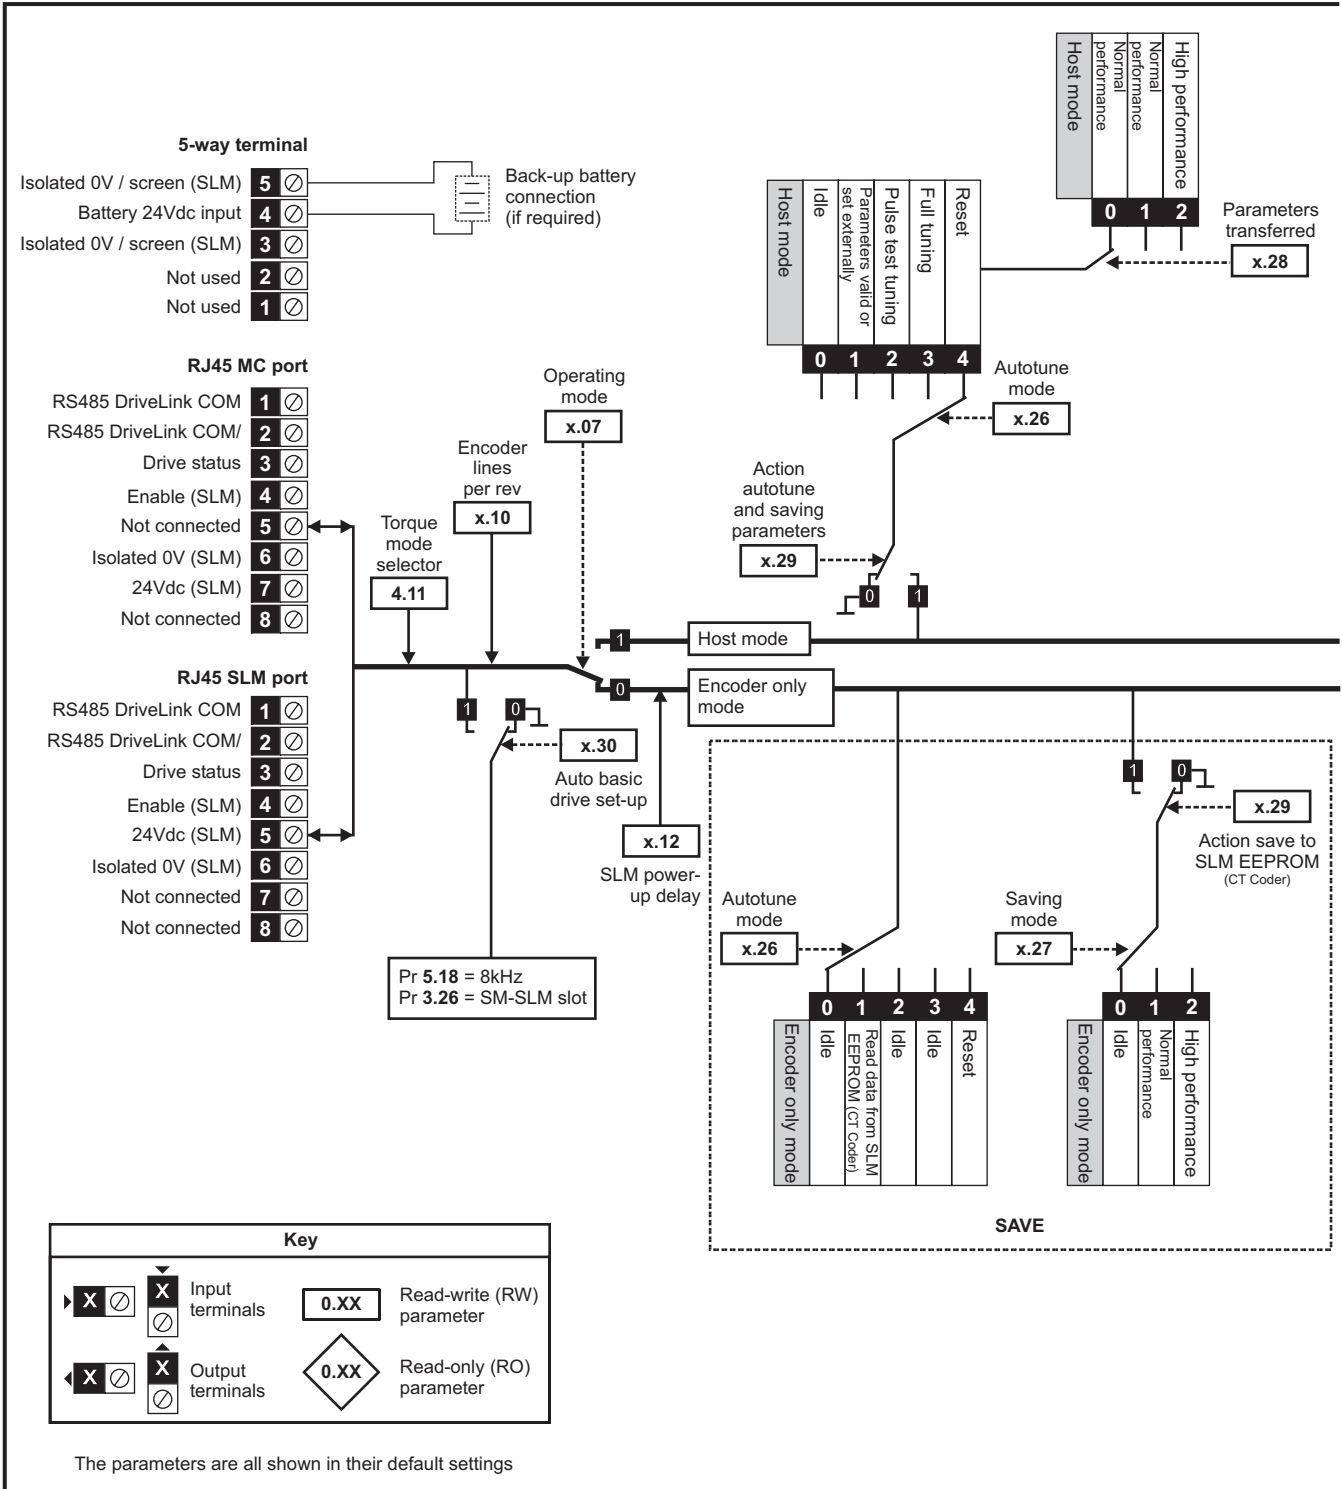 5-way terminal
Isolated 0V / screen (SLM) 5
Battery 24Vdc input 4
Isolated 0V / screen (SLM) 3
Not used 2
Not used 1
Back-up battery
connection
(if required)
RJ45 MC port
RS485 DriveLink COM 1
RS485 DriveLink COM/ 2
Drive status 3
Enable (SLM) 4
Not connected 5
Isolated 0V (SLM) 6
24Vdc (SLM) 7
Not connected 8
RJ45 SLM port
RS485 DriveLink COM 1
RS485 DriveLink COM/ 2
Drive status 3
Enable (SLM) 4
24Vdc (SLM) 5
Isolated 0V (SLM) 6
Not connected 7
Not connected 8
Torque
mode
selector
4.11
Encoder
lines
per rev
x.10
Operating
mode
x.07
1 0
x.30
Auto basic
drive set-up
Pr 5.18 = 8kHz
Pr 3.26 = SM-SLM slot
1
Host mode
0
Encoder only
mode
x.12
SLM power-
up delay
Host mode
Normal
performance
Normal
performance
High performance
0 1 2
Parameters
transferred
x.28
Host mode
Idle
Parameters valid or
set externally
Pulse test tuning
Full tuning
Reset
0 1 2 3 4
Autotune
mode
x.26
Action
autotune
and saving
parameters
x.29
0 1
1 0
x.29
Action save to
SLM EEPROM
(CT Coder)
Autotune
mode
x.26
0 1 2 3 4
Encoder only mode
Idle
Read data from SLM
EEPROM (CT Coder)
Idle
Idle
Reset
Saving
mode
x.27
0 1 2
Encoder only mode
Idle
Normal
performance
High performance
SAVE
Key
X X
Input
terminals
0.XX
Read-write (RW)
parameter
X X
Output
terminals
0.XX
Read-only (RO)
parameter
The parameters are all shown in their default settings